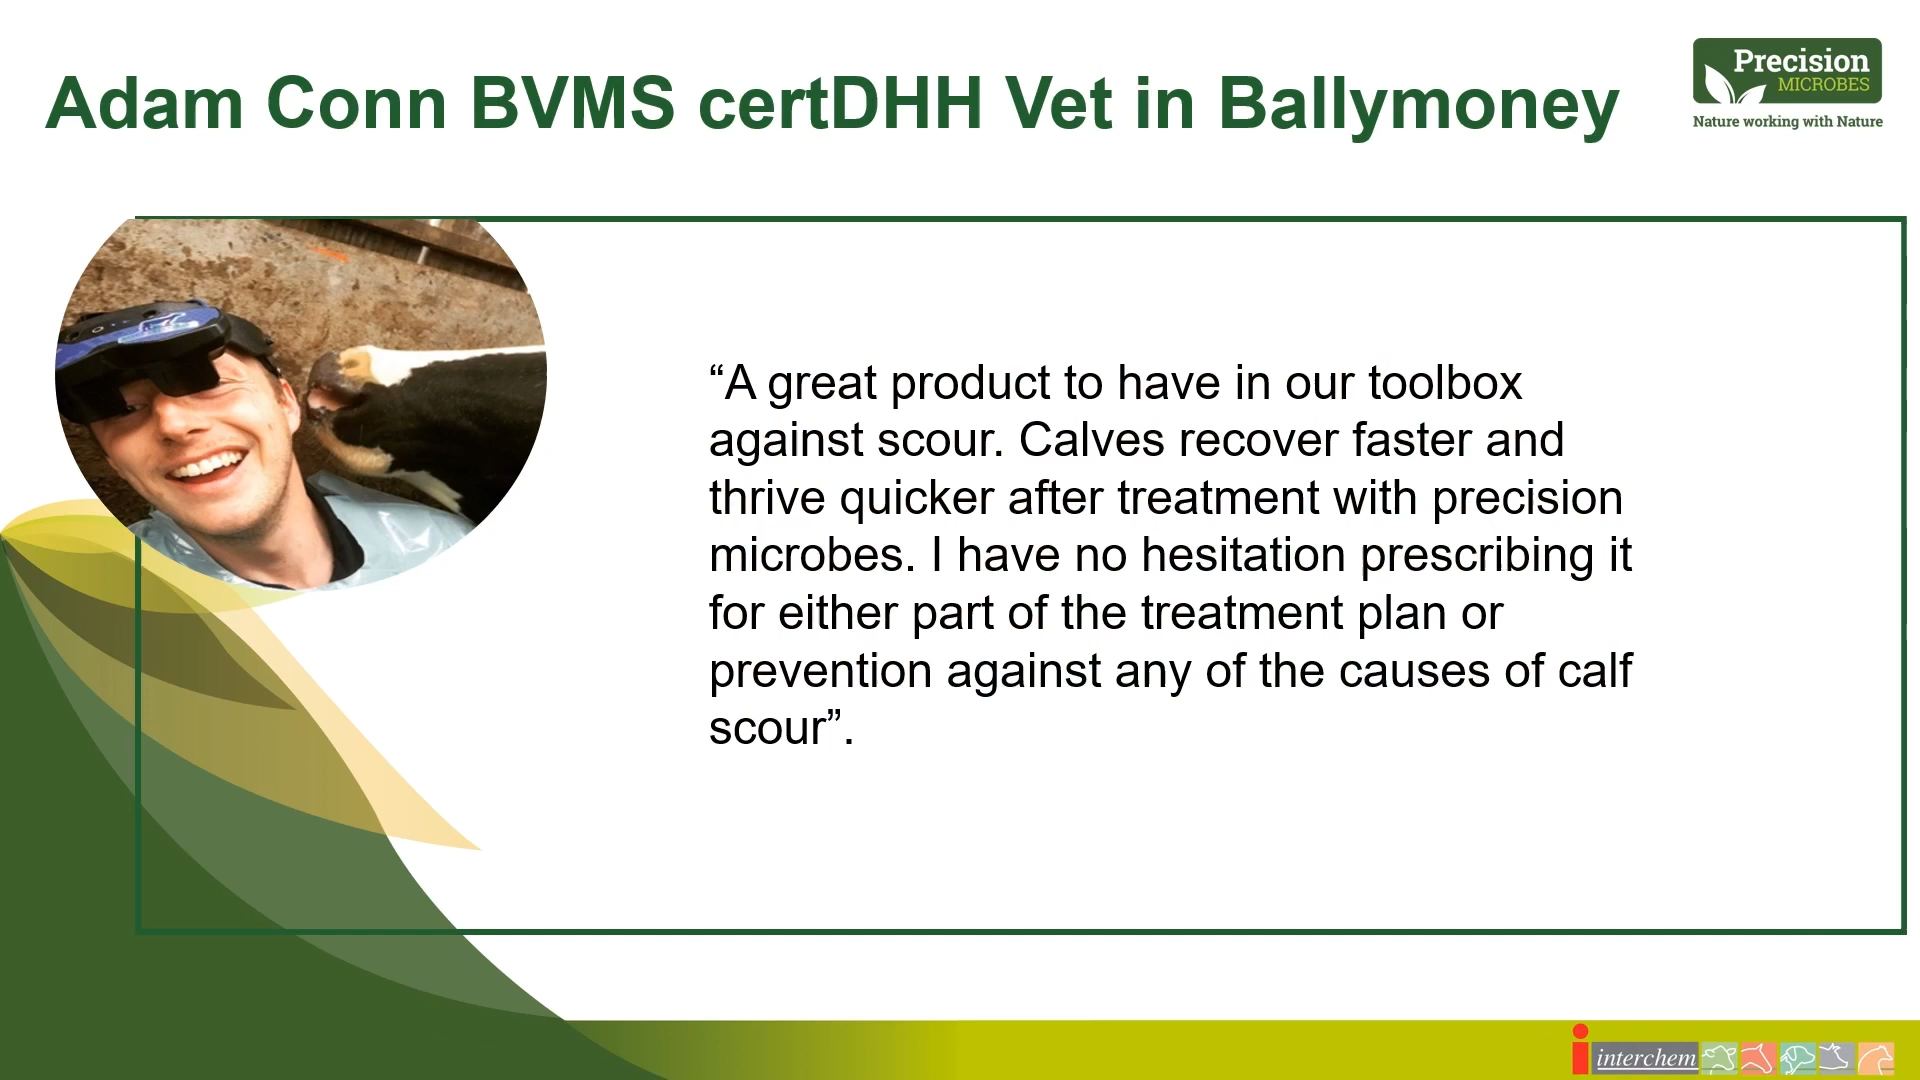 Adam Conn BVMS certDHH Vet in Ballymoney
Precision
MICROBES
Nature working with Nature
“A great product to have in our toolbox
against scour. Calves recover faster and
thrive quicker after treatment with precision
microbes. I have no hesitation prescribing it
for either part of the treatment plan or
prevention against any of the causes of calf
scour”.
interchem